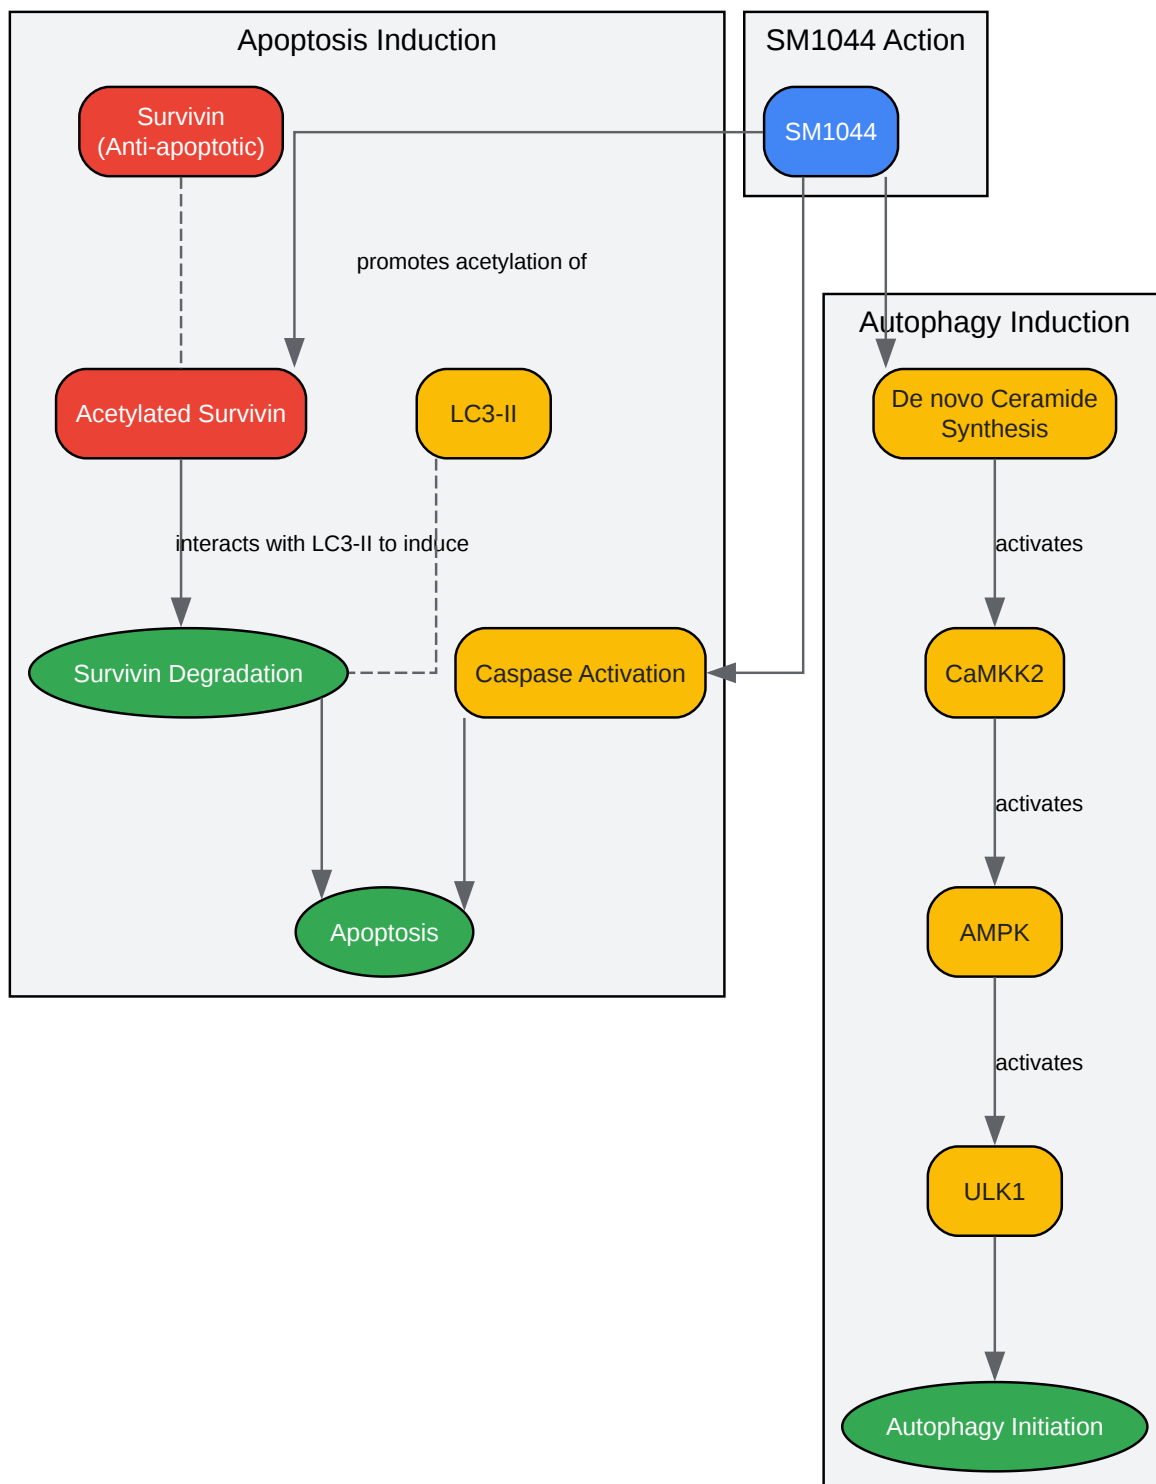 Apoptosis Induction
SM1044 Action
Survivin
(Anti-apoptotic)
SM1044
promotes acetylation of
Autophagy Induction
Acetylated Survivin
LC3-II
De novo Ceramide
Synthesis
interacts with LC3-II to induce
activates
Survivin Degradation
Caspase Activation
CaMKK2
activates
Apoptosis
AMPK
activates
ULK1
Autophagy Initiation